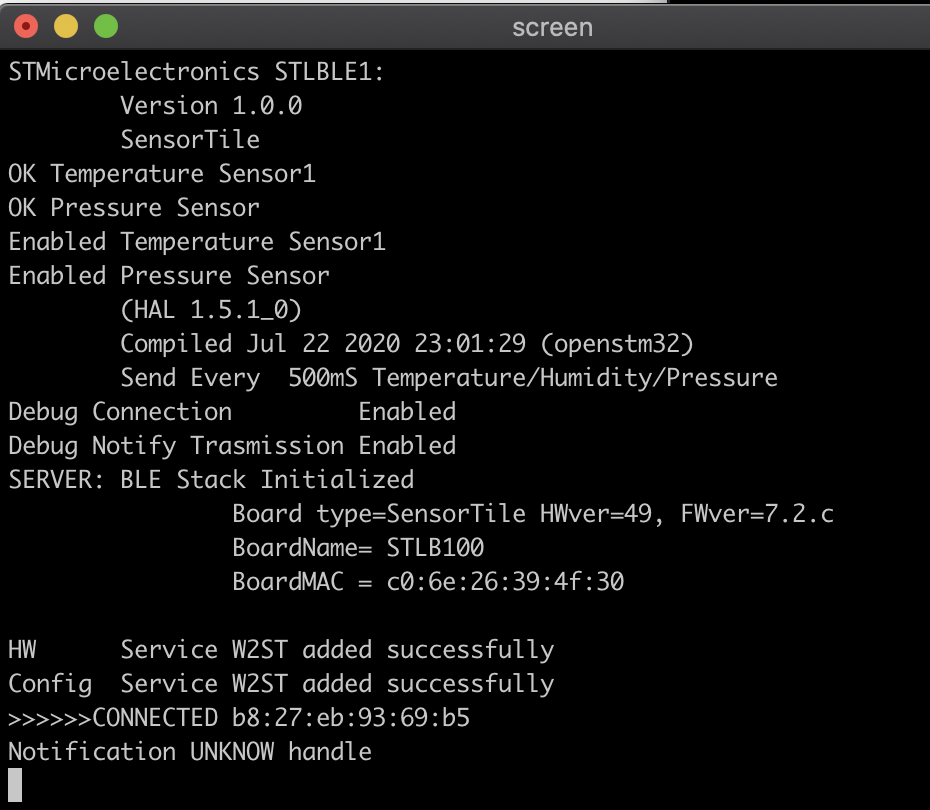 screen
STMicroelectronics STLBLE1:
Version 1.0.0
SensorTile
OK Temperature Sensor1
OK Pressure Sensor
Enabled Temperature Sensor1
Enabled Pressure Sensor
(HAL 1.5.1_0)
Compiled Jul 22 2020 23:01:29 (openstm32)
Send Every  500mS Temperature/Humidity/Pressure
Debug Connection         Enabled
Debug Notify Trasmission Enabled
SERVER: BLE Stack Initialized
Board type=SensorTile HWver=49, FWver=7.2.c
BoardName= STLB100
BoardMAC = c0:6e:26:39:4f:30
HW      Service W2ST added successfully
Config  Service W2ST added successfully
>>>>>>CONNECTED b8:27:eb:93:69:b5
Notification UNKNOW handle